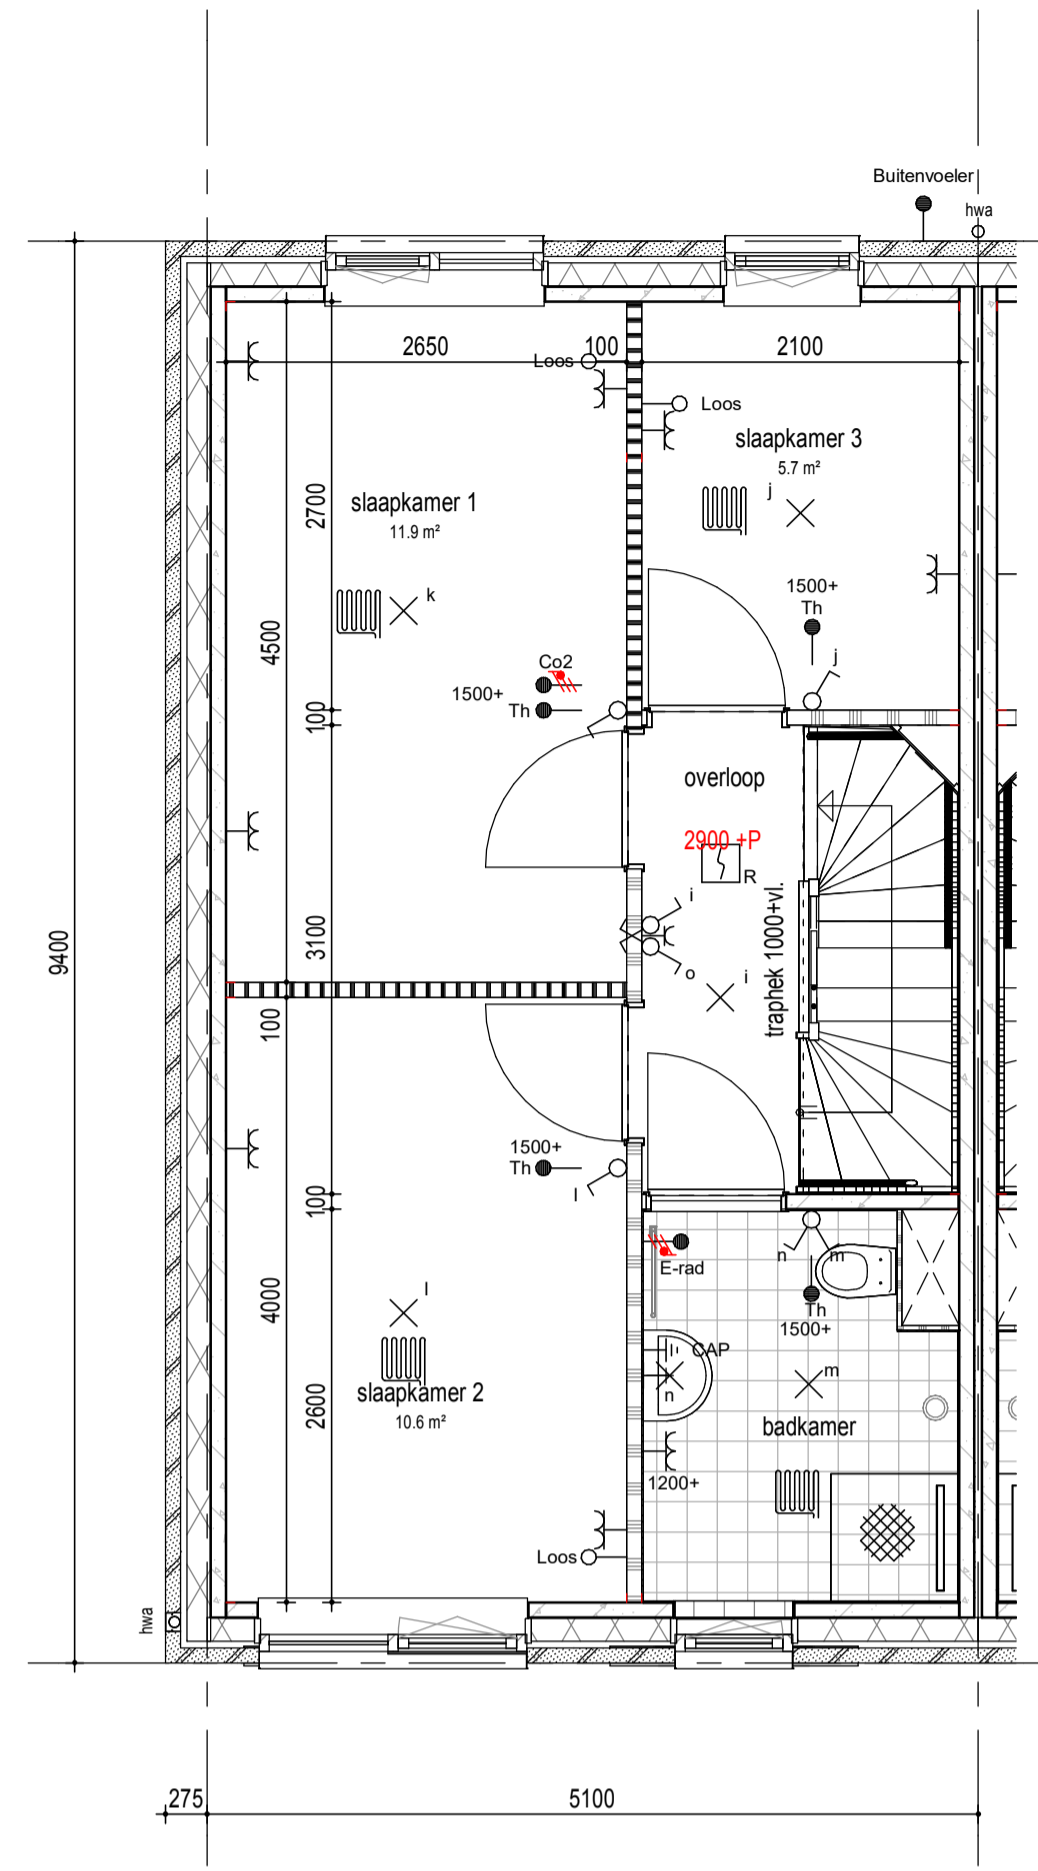 Buitenvoeler
hwa
2650
100
2100
Loos
Loos
slaapkamer 3
5.7 m²
j
slaapkamer 1
11.9 m²
2700
k
1500+
Th
j
4500
Co2
1500+
Th
100
overloop
2900 +P
R
i
o
i
traphek 1000+vl.
9400
3100
100
1500+
Th
l
100
n
m
E-rad
Th
1500+
4000
l
CAP
n
m
slaapkamer 2
10.6 m²
2600
badkamer
1200+
Loos
hwa
275
5100